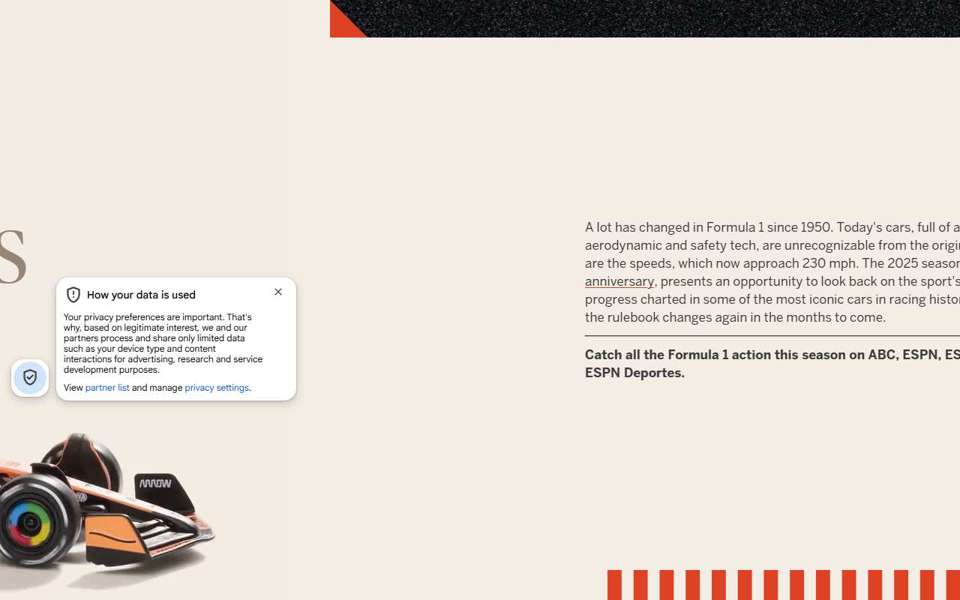 S
How your data is used
Your privacy preferences are important. That's
why, based on legitimate interest, we and our
partners process and share only limited data
such as your device type and content
interactions for advertising, research and service
development purposes.
View partner list and manage privacy settings.
ARROW
A lot has changed in Formula 1 since 1950. Today's cars, full of a
aerodynamic and safety tech, are unrecognizable from the
are the speeds, which now approach 230 mph. The 2025
anniversary, presents an opportunity to look back on the sport's
progress charted in some of the most iconic cars in racing
the rulebook changes again in the months to come.
Catch all the Formula 1 action this season on ABC, ESPN,
ESPN Deportes.